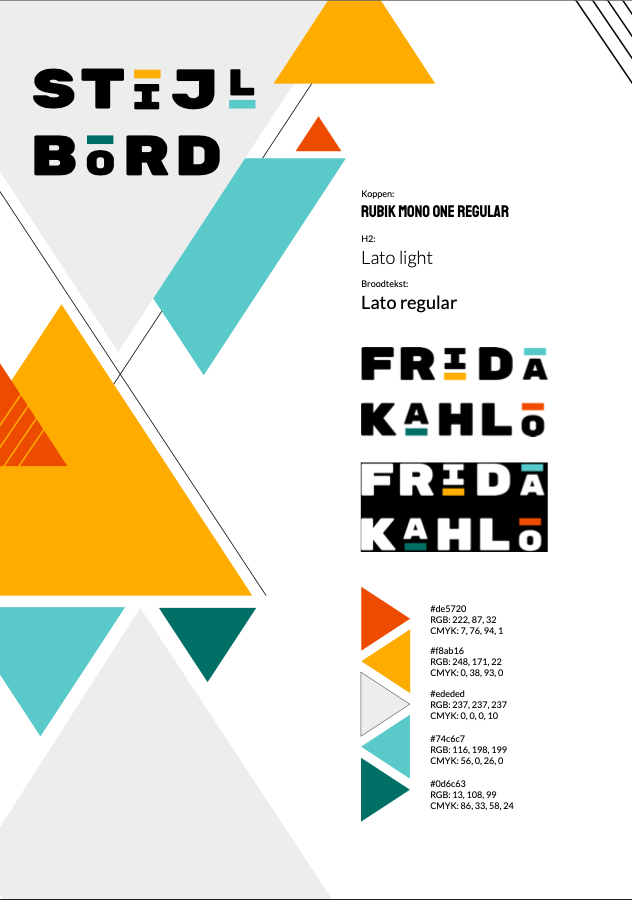 STIJL
BORD
Koppen:
RUBIK MONO ONE REGULAR
H2:
Lato light
Broodtekst:
Lato regular
FRIDA
KAHLO
FRIDA
KAHLO
#de5720
RGB: 222, 87, 32
CMYK: 7, 76, 94, 1
#f8ab16
RGB: 248, 171, 22
CMYK: 0, 38, 93, 0
#ededed
RGB: 237, 237, 237
CMYK: 0, 0, 0, 10
#74c6c7
RGB: 116, 198, 199
CMYK: 56, 0, 26, 0
#0d6c63
RGB: 13, 108, 99
CMYK: 86, 33, 58, 24